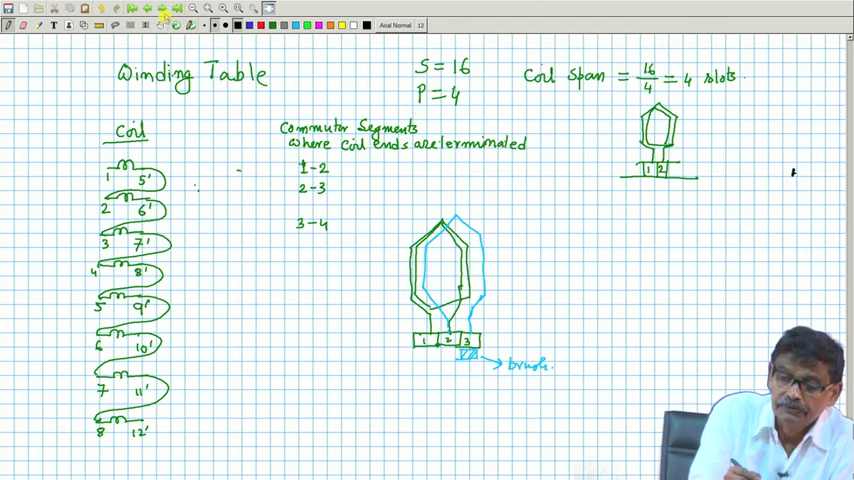 Arial Normal 12
Winding Table
S = 16
P = 4
Coil Span = 16/4 = 4 slots.
Coil
Commuter Segments
where coil ends are terminated
1 5'
1-2
2 6'
2-3
3 7'
3-4
4 8'
5 9'
6 10'
7 11'
8 12'
1 2
1 2 3
brush.